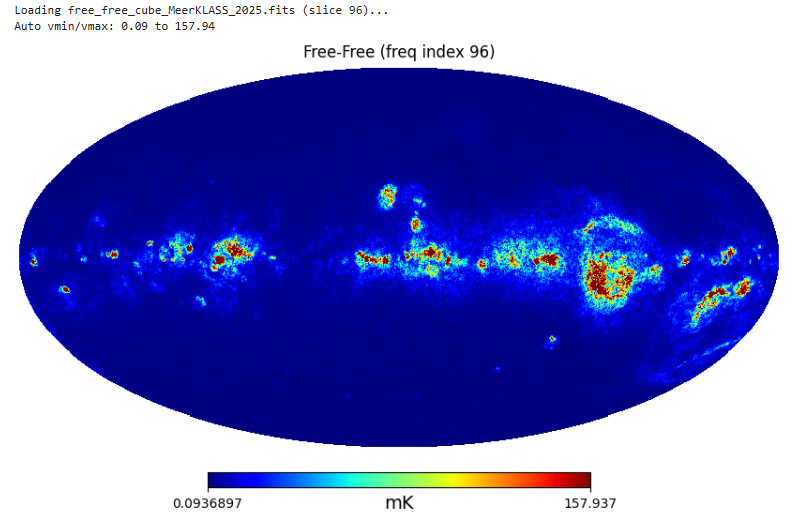 Loading free_free_cube_MeerKLASS_2025.fits (slice 96)...
Auto vmin/vmax: 0.09 to 157.94
Free-Free (freq index 96)
0.0936897 mK 157.937